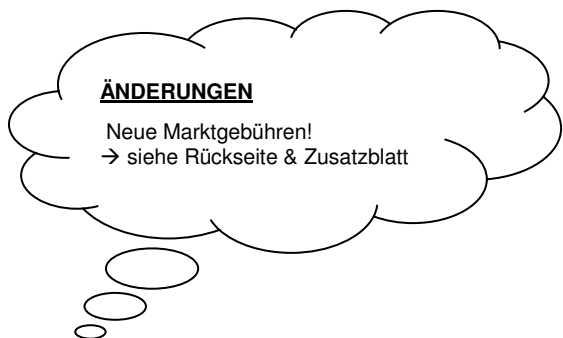 ÄNDERUNGEN
Neue Marktgebühren!
→ siehe Rückseite & Zusatzblatt